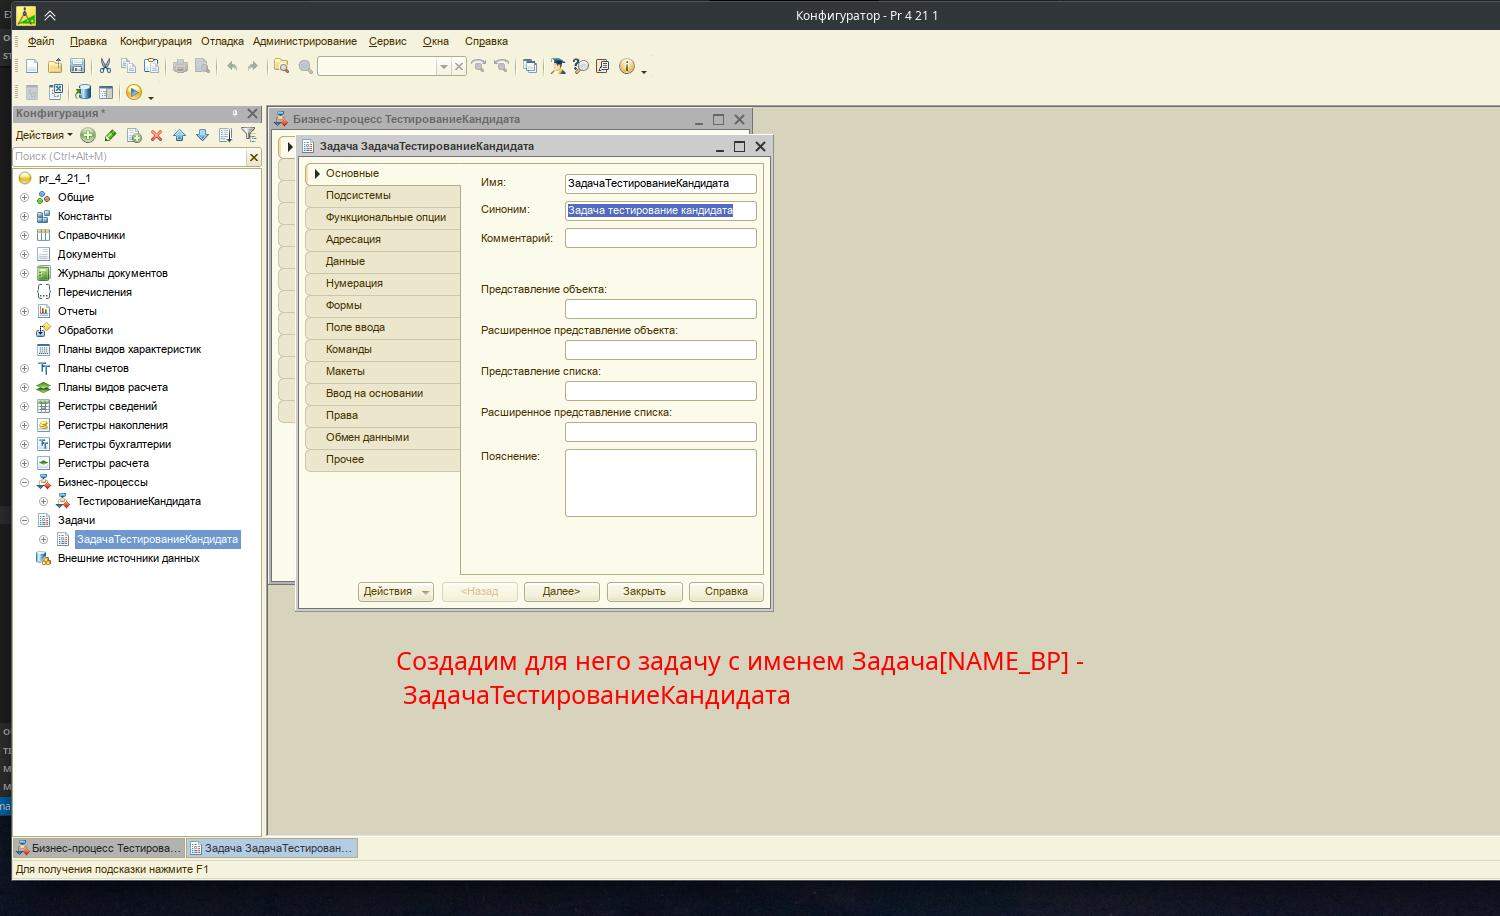 Конфигуратор - Pr 4 21 1
Файл Правка Конфигурация Отладка Администрирование Сервис Окна Справка
Конфигурация *
Действия
Поиск (Ctrl+Alt+M)
pr_4_21_1
Общие
Константы
Справочники
Документы
Журналы документов
Перечисления
Отчеты
Обработки
Планы видов характеристик
Планы счетов
Планы видов расчета
Регистры сведений
Регистры накопления
Регистры бухгалтерии
Регистры расчета
Бизнес-процессы
ТестированиеКандидата
Задачи
ЗадачаТестированиеКандидата
Внешние источники данных
Бизнес-процесс ТестированиеКандидата
Задача ЗадачаТестированиеКандидата
Основные
Подсистемы
Функциональные опции
Адресация
Данные
Нумерация
Формы
Поле ввода
Команды
Макеты
Ввод на основании
Права
Обмен данными
Прочее
Имя: ЗадачаТестированиеКандидата
Синоним: Задача тестирование кандидата
Комментарий:
Представление объекта:
Расширенное представление объекта:
Представление списка:
Расширенное представление списка:
Пояснение:
Действия <Назад Далее> Закрыть Справка
Создадим для него задачу с именем Задача[NAME_BP] -
ЗадачаТестированиеКандидата
Бизнес-процесс Тестирова... Задача ЗадачаТестирован...
Для получения подсказки нажмите F1